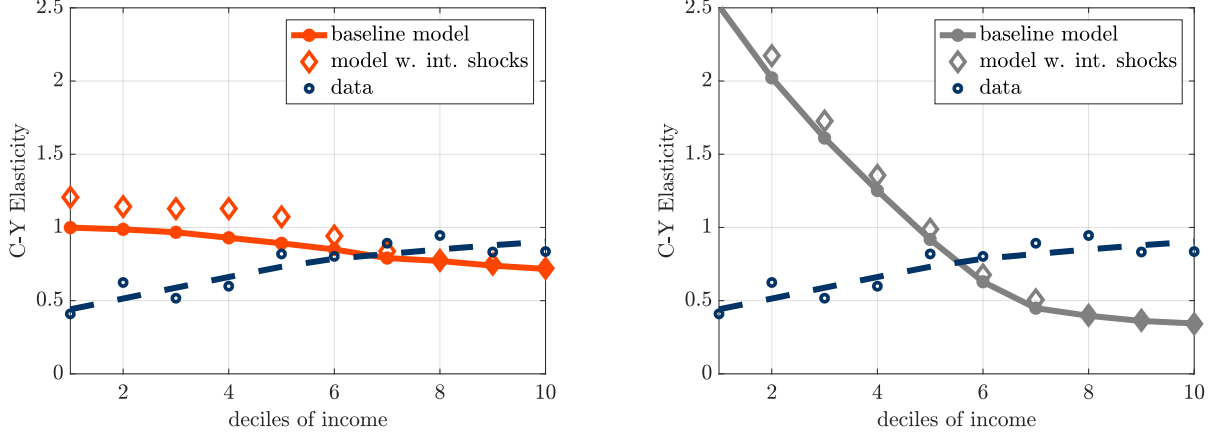 2.5
2
1.5
1
0.5
0
C-Y Elasticity
baseline model
model w. int. shocks
data
2 4 6 8 10
deciles of income
2.5
2
1.5
1
0.5
0
C-Y Elasticity
baseline model
model w. int. shocks
data
2 4 6 8 10
deciles of income